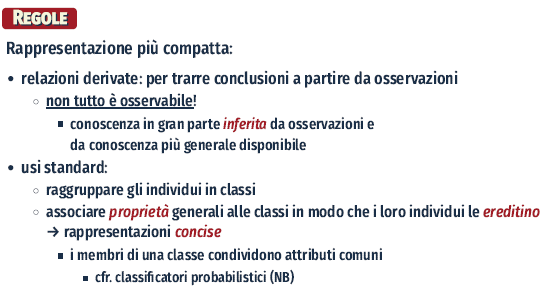 REGOLE
Rappresentazione più compatta:
• relazioni derivate: per trarre conclusioni a partire da osservazioni
◦ non tutto è osservabile!
▪ conoscenza in gran parte inferita da osservazioni e
da conoscenza più generale disponibile
• usi standard:
◦ raggruppare gli individui in classi
◦ associare proprietà generali alle classi in modo che i loro individui le ereditino
→ rappresentazioni concise
▪ i membri di una classe condividono attributi comuni
▪ cfr. classificatori probabilistici (NB)